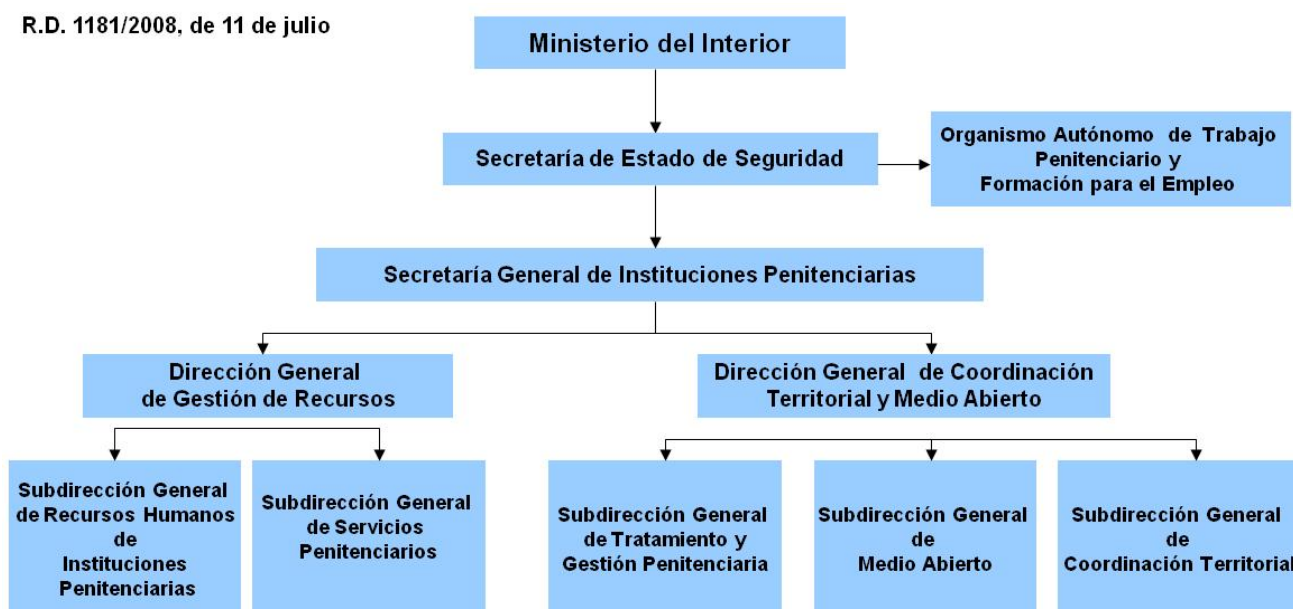 R.D. 1181/2008, de 11 de julio
Ministerio del Interior
Secretaría de Estado de Seguridad
Organismo Autónomo de Trabajo
Penitenciario y
Formación para el Empleo
Secretaría General de Instituciones Penitenciarias
Dirección General
de Gestión de Recursos
Dirección General de Coordinación
Territorial y Medio Abierto
Subdirección General
de Recursos Humanos
de
Instituciones
Penitenciarias
Subdirección General
de Servicios
Penitenciarios
Subdirección General
de Tratamiento y
Gestión Penitenciaria
Subdirección General
de
Medio Abierto
Subdirección General
de
Coordinación Territorial